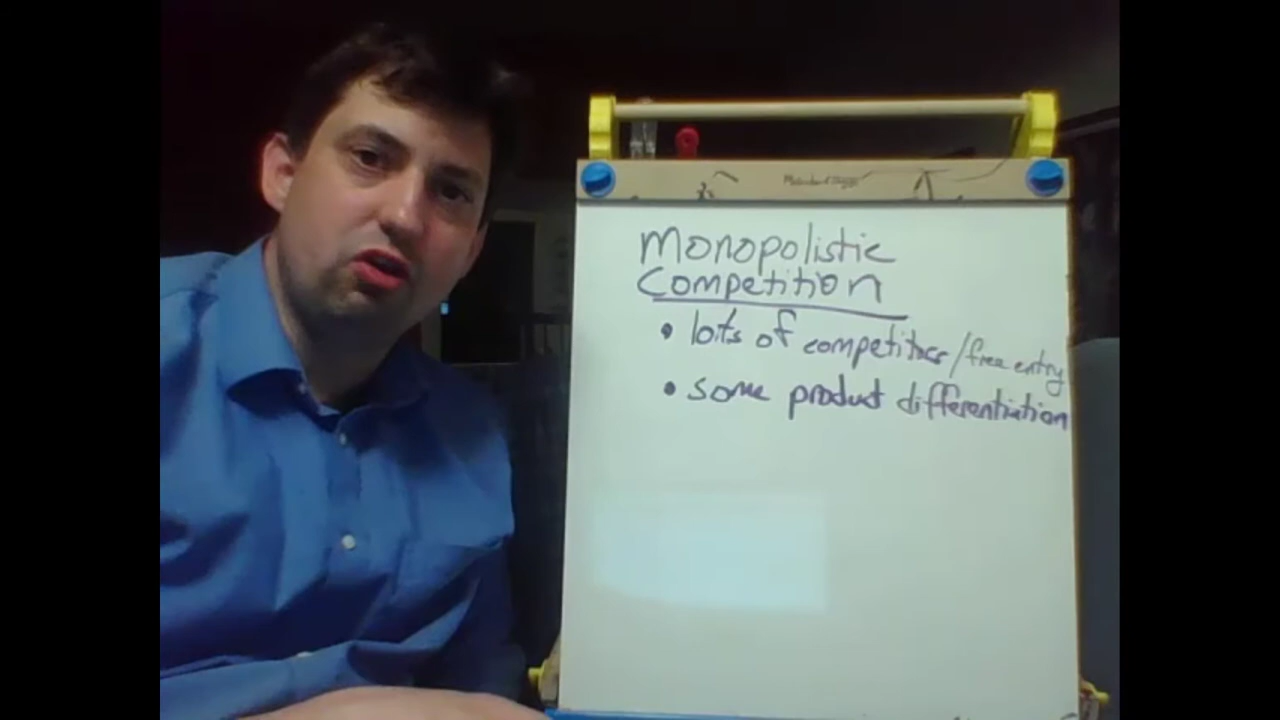 Monopolistic
Competition
• lots of competitors/free entry
• some product differentiation